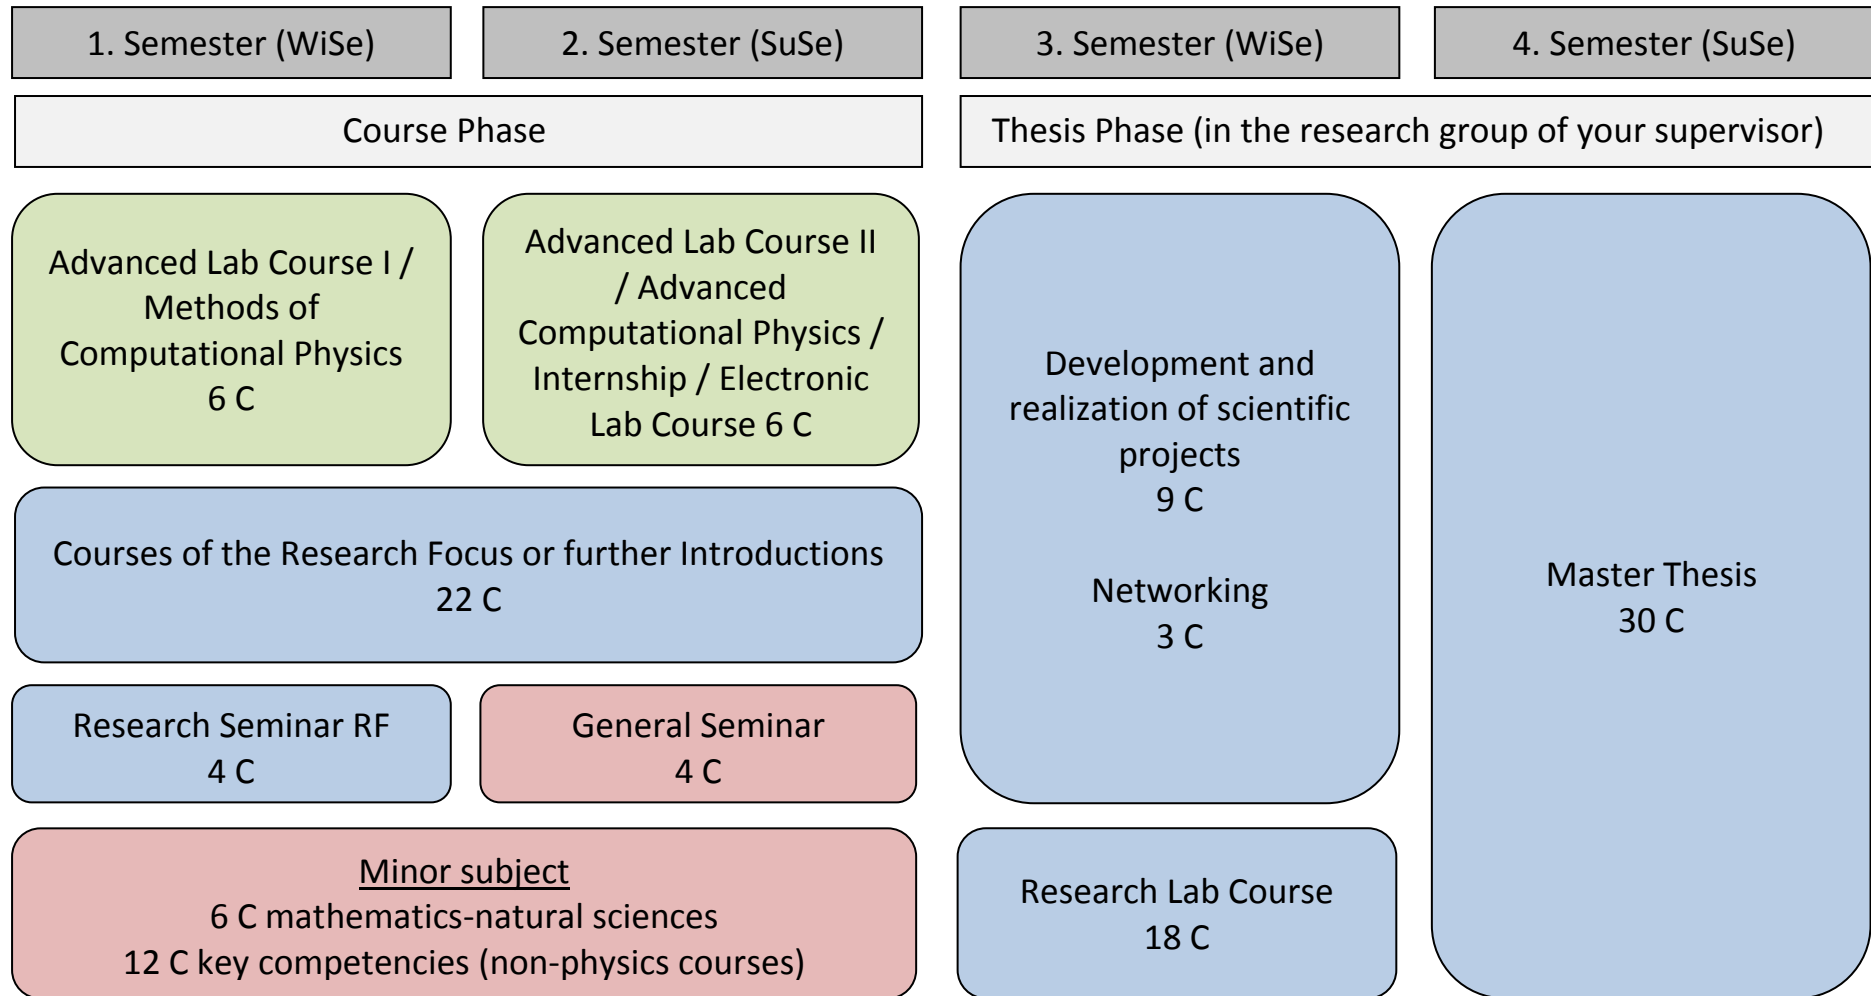 1. Semester (WiSe)
2. Semester (SuSe)
3. Semester (WiSe)
4. Semester (SuSe)
Course Phase
Thesis Phase (in the research group of your supervisor)
Advanced Lab Course I /
Methods of
Computational Physics
6 C
Advanced Lab Course II
/ Advanced
Computational Physics /
Internship / Electronic
Lab Course 6 C
Courses of the Research Focus or further Introductions
22 C
Research Seminar RF
4 C
General Seminar
4 C
Minor subject
6 C mathematics-natural sciences
12 C key competencies (non-physics courses)
Development and
realization of scientific
projects
9 C
Networking
3 C
Research Lab Course
18 C
Master Thesis
30 C